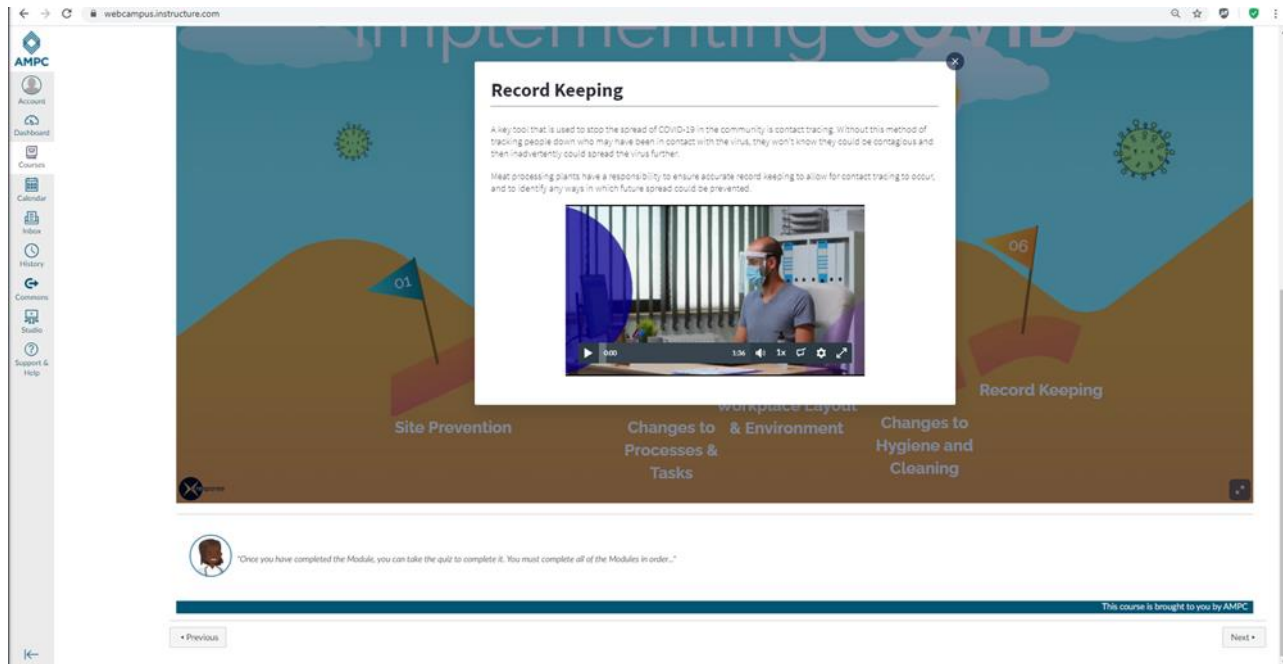 webcampus.instructure.com
AMPC
Account
Dashboard
Courses
Calendar
Inbox
History
Commons
Studio
Support &
Help
Implementing COVID
Record Keeping
A key tool that is used to stop the spread of COVID-19 in the community is contact tracing. Without this method of
tracking people down who may have been in contact with the virus, they won't know they could be contagious and
then inadvertently could spread the virus further.
Meat processing plants have a responsibility to ensure accurate record keeping to allow for contact tracing to occur,
and to identify any ways in which future spread could be prevented.
0:00
1:36
1x
01
06
Site Prevention
Changes to
Processes &
Tasks
Workplace Layout
& Environment
Changes to
Hygiene and
Cleaning
Record Keeping
"Once you have completed the Module, you can take the quiz to complete it. You must complete all of the Modules in order..."
This course is brought to you by AMPC
Previous
Next